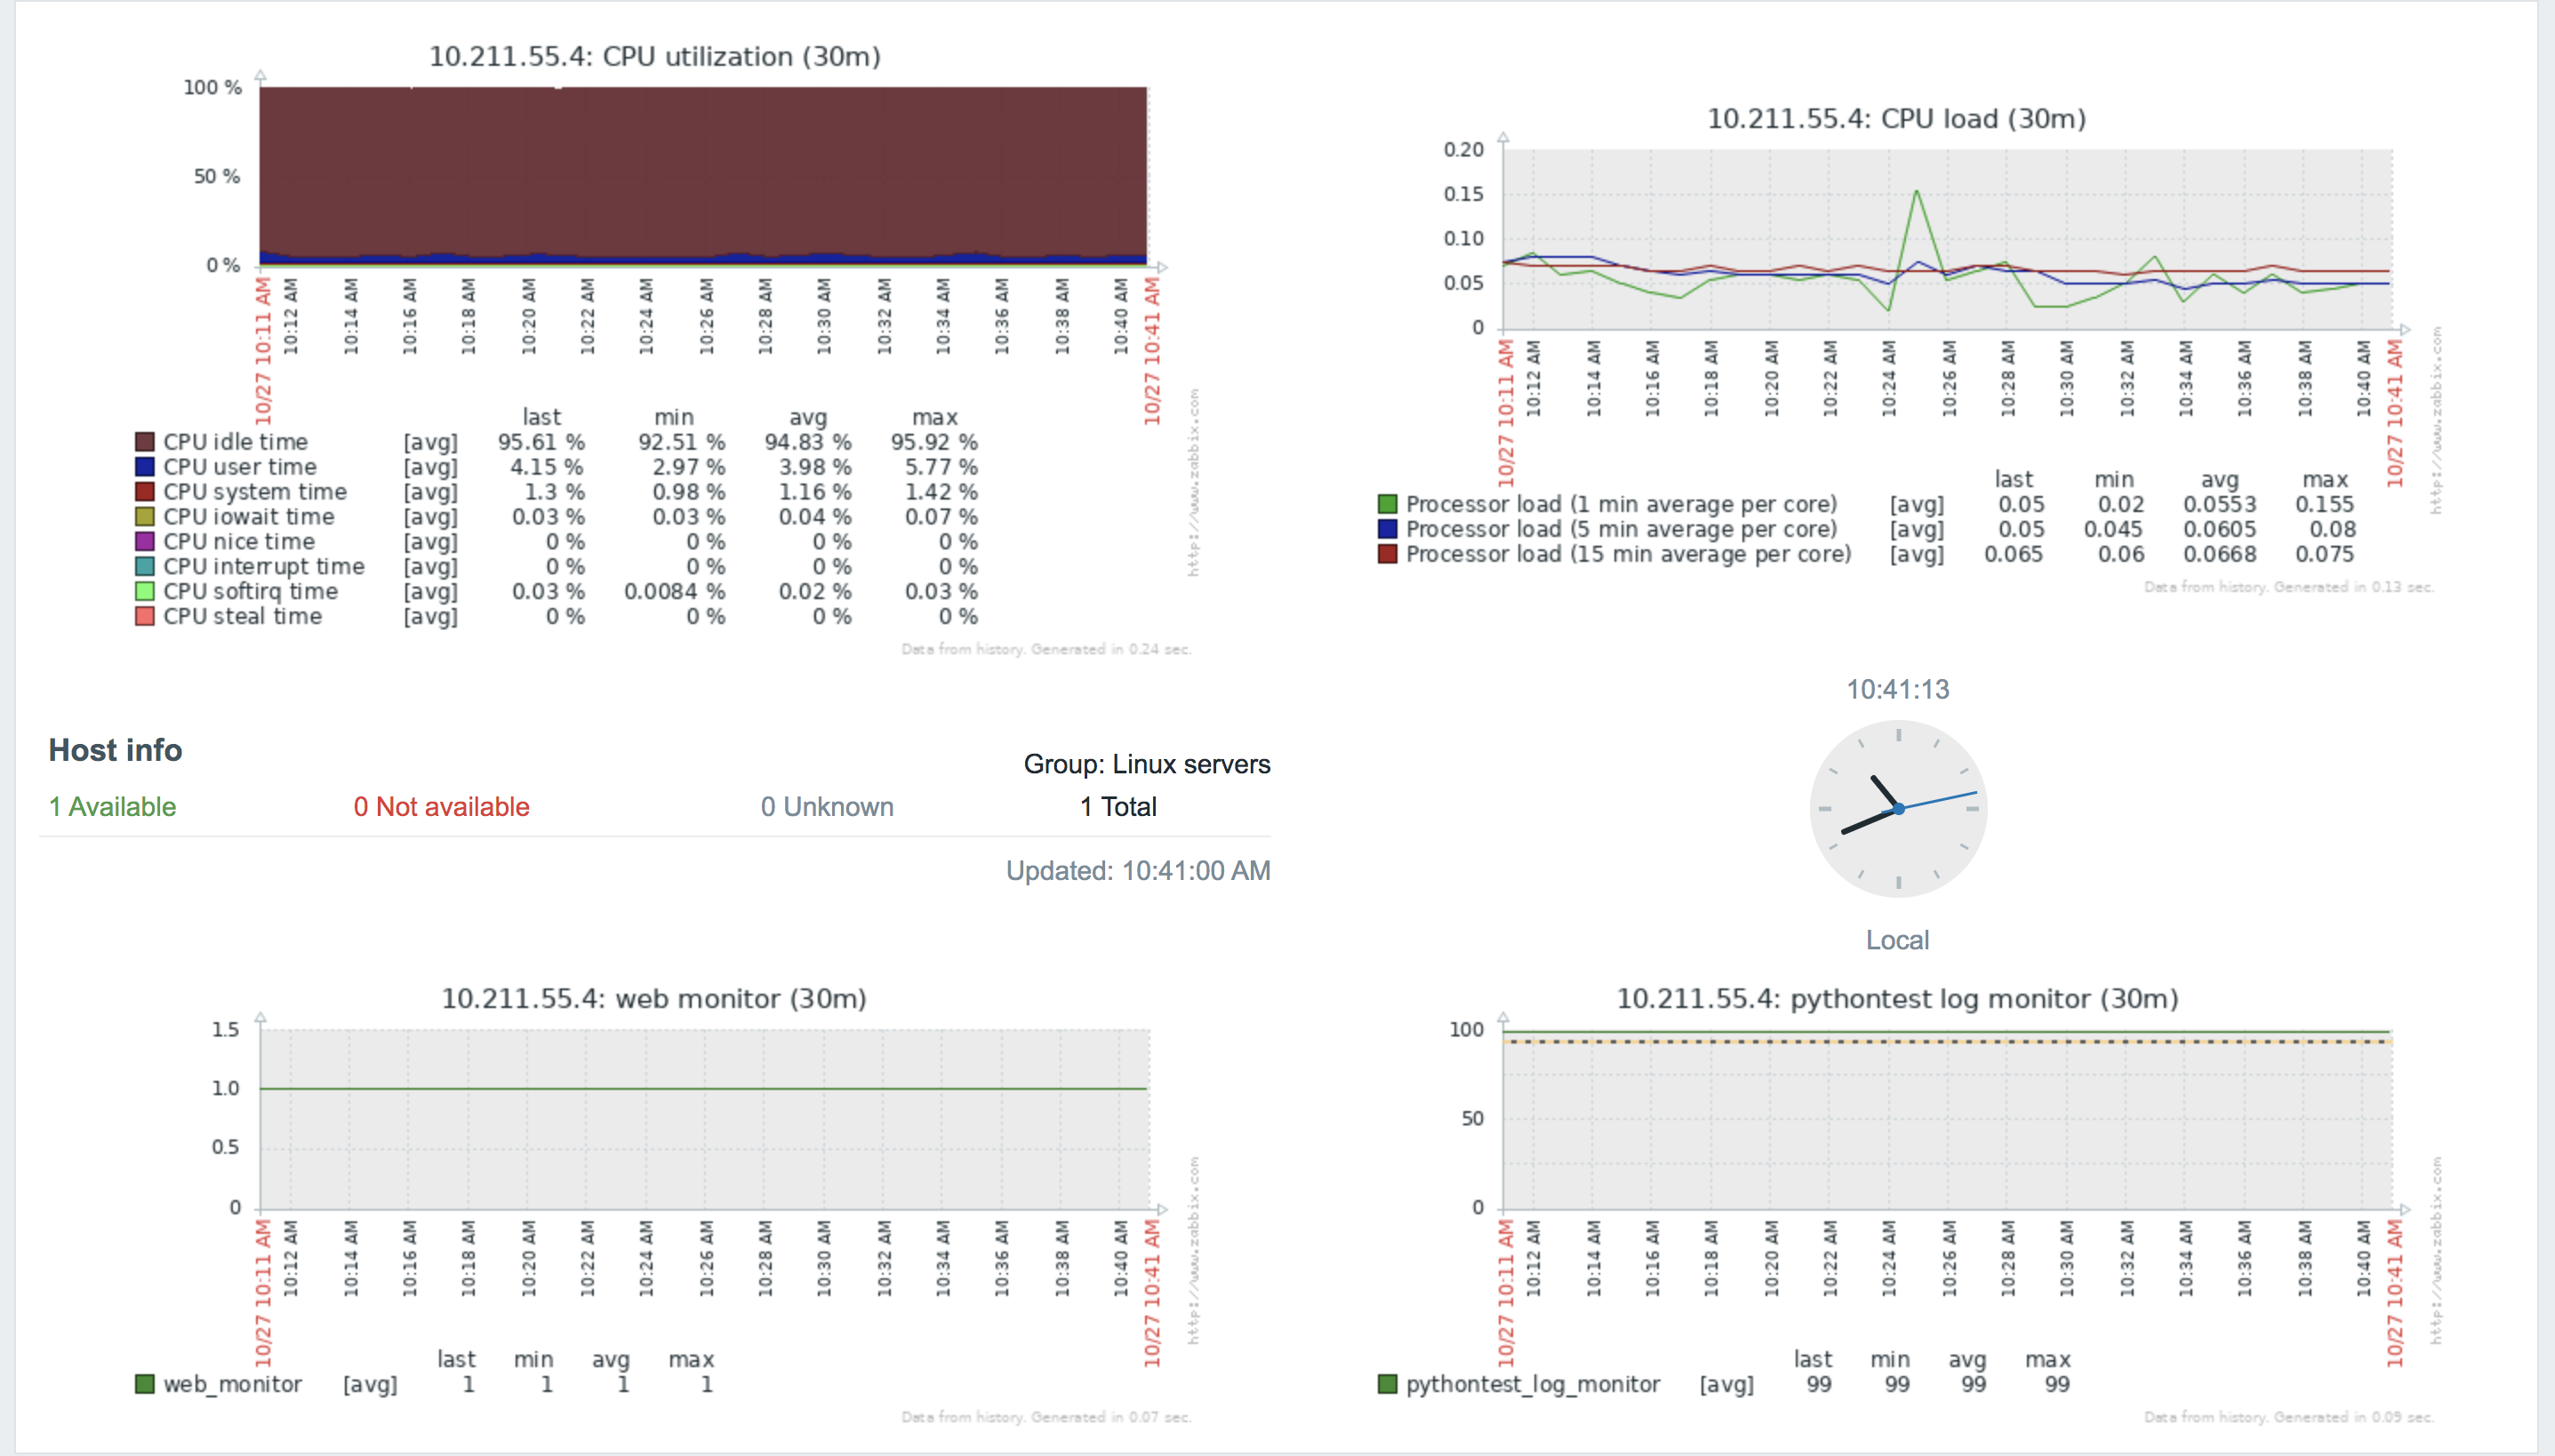 10.211.55.4: CPU utilization (30m)
100 %
50 %
0 %
10/27 10:11 AM
10:12 AM
10:14 AM
10:16 AM
10:18 AM
10:20 AM
10:22 AM
10:24 AM
10:26 AM
10:28 AM
10:30 AM
10:32 AM
10:34 AM
10:36 AM
10:38 AM
10:40 AM
10/27 10:41 AM
last min avg max
CPU idle time [avg] 95.61 % 92.51 % 94.83 % 95.92 %
CPU user time [avg] 4.15 % 2.97 % 3.98 % 5.77 %
CPU system time [avg] 1.3 % 0.98 % 1.16 % 1.42 %
CPU iowait time [avg] 0.03 % 0.03 % 0.04 % 0.07 %
CPU nice time [avg] 0 % 0 % 0 % 0 %
CPU interrupt time [avg] 0 % 0 % 0 % 0 %
CPU softirq time [avg] 0.03 % 0.0084 % 0.02 % 0.03 %
CPU steal time [avg] 0 % 0 % 0 % 0 %
http://www.zabbix.com
Data from history. Generated in 0.24 sec.
10.211.55.4: CPU load (30m)
0.20
0.15
0.10
0.05
0
10/27 10:11 AM
10:12 AM
10:14 AM
10:16 AM
10:18 AM
10:20 AM
10:22 AM
10:24 AM
10:26 AM
10:28 AM
10:30 AM
10:32 AM
10:34 AM
10:36 AM
10:38 AM
10:40 AM
10/27 10:41 AM
last min avg max
Processor load (1 min average per core) [avg] 0.05 0.02 0.0553 0.155
Processor load (5 min average per core) [avg] 0.05 0.045 0.0605 0.08
Processor load (15 min average per core) [avg] 0.065 0.06 0.0668 0.075
http://www.zabbix.com
Data from history. Generated in 0.13 sec.
Host info
Group: Linux servers
1 Available 0 Not available 0 Unknown 1 Total
Updated: 10:41:00 AM
10:41:13
Local
10.211.55.4: web monitor (30m)
1.5
1.0
0.5
0
10/27 10:11 AM
10:12 AM
10:14 AM
10:16 AM
10:18 AM
10:20 AM
10:22 AM
10:24 AM
10:26 AM
10:28 AM
10:30 AM
10:32 AM
10:34 AM
10:36 AM
10:38 AM
10:40 AM
10/27 10:41 AM
last min avg max
web_monitor [avg] 1 1 1 1
http://www.zabbix.com
Data from history. Generated in 0.07 sec.
10.211.55.4: pythontest log monitor (30m)
100
50
0
10/27 10:11 AM
10:12 AM
10:14 AM
10:16 AM
10:18 AM
10:20 AM
10:22 AM
10:24 AM
10:26 AM
10:28 AM
10:30 AM
10:32 AM
10:34 AM
10:36 AM
10:38 AM
10:40 AM
10/27 10:41 AM
last min avg max
pythontest_log_monitor [avg] 99 99 99 99
http://www.zabbix.com
Data from history. Generated in 0.09 sec.